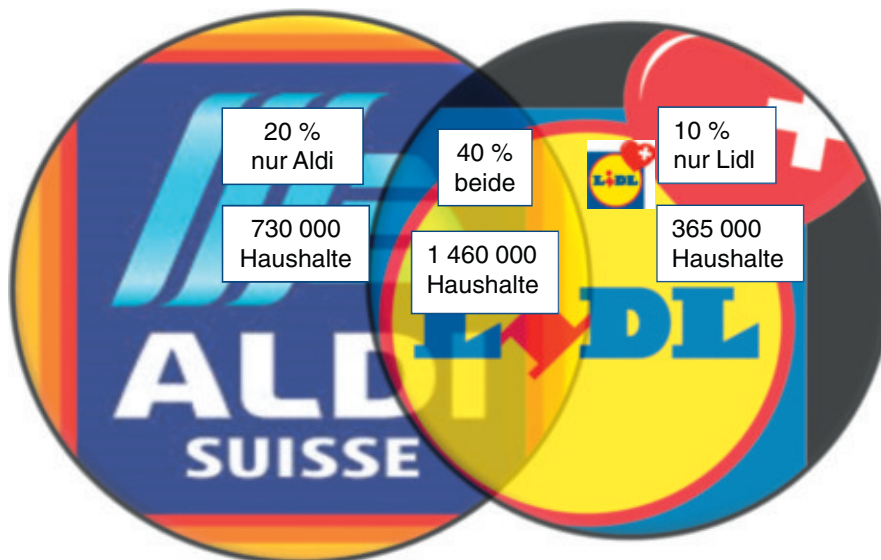 20 %
nur Aldi
730 000
Haushalte
40 %
beide
1 460 000
Haushalte
10 %
nur Lidl
365 000
Haushalte
LiDL
ALDI
SUISSE
LiDL